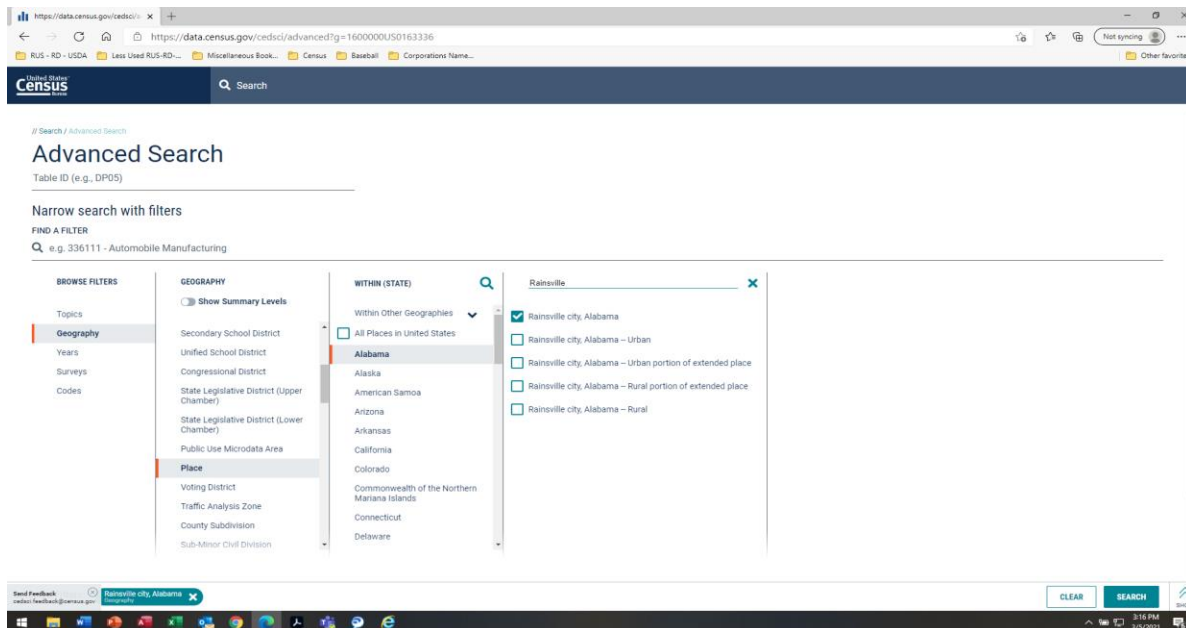 https://data.census.gov/cedsci/a
https://data.census.gov/cedsci/advanced?g=1600000US0163336
Not syncing
RUS - RD - USDA
Less Used RUS-RD-...
Miscellaneous Book...
Census
Baseball
Corporations Name...
Other favorite
United States
Census
Bureau
Search
// Search / Advanced Search
Advanced Search
Table ID (e.g., DP05)
Narrow search with filters
FIND A FILTER
e.g. 336111 - Automobile Manufacturing
BROWSE FILTERS
Topics
Geography
Years
Surveys
Codes
GEOGRAPHY
Show Summary Levels
Secondary School District
Unified School District
Congressional District
State Legislative District (Upper
Chamber)
State Legislative District (Lower
Chamber)
Public Use Microdata Area
Place
Voting District
Traffic Analysis Zone
County Subdivision
Sub-Minor Civil Division
WITHIN (STATE)
Within Other Geographies
All Places in United States
Alabama
Alaska
American Samoa
Arizona
Arkansas
California
Colorado
Commonwealth of the Northern
Mariana Islands
Connecticut
Delaware
Rainsville
Rainsville city, Alabama
Rainsville city, Alabama – Urban
Rainsville city, Alabama – Urban portion of extended place
Rainsville city, Alabama – Rural portion of extended place
Rainsville city, Alabama – Rural
Send Feedback
cedsci.feedback@census.gov
Rainsville city, Alabama
Geography
CLEAR
SEARCH
3:16 PM
3/5/2021